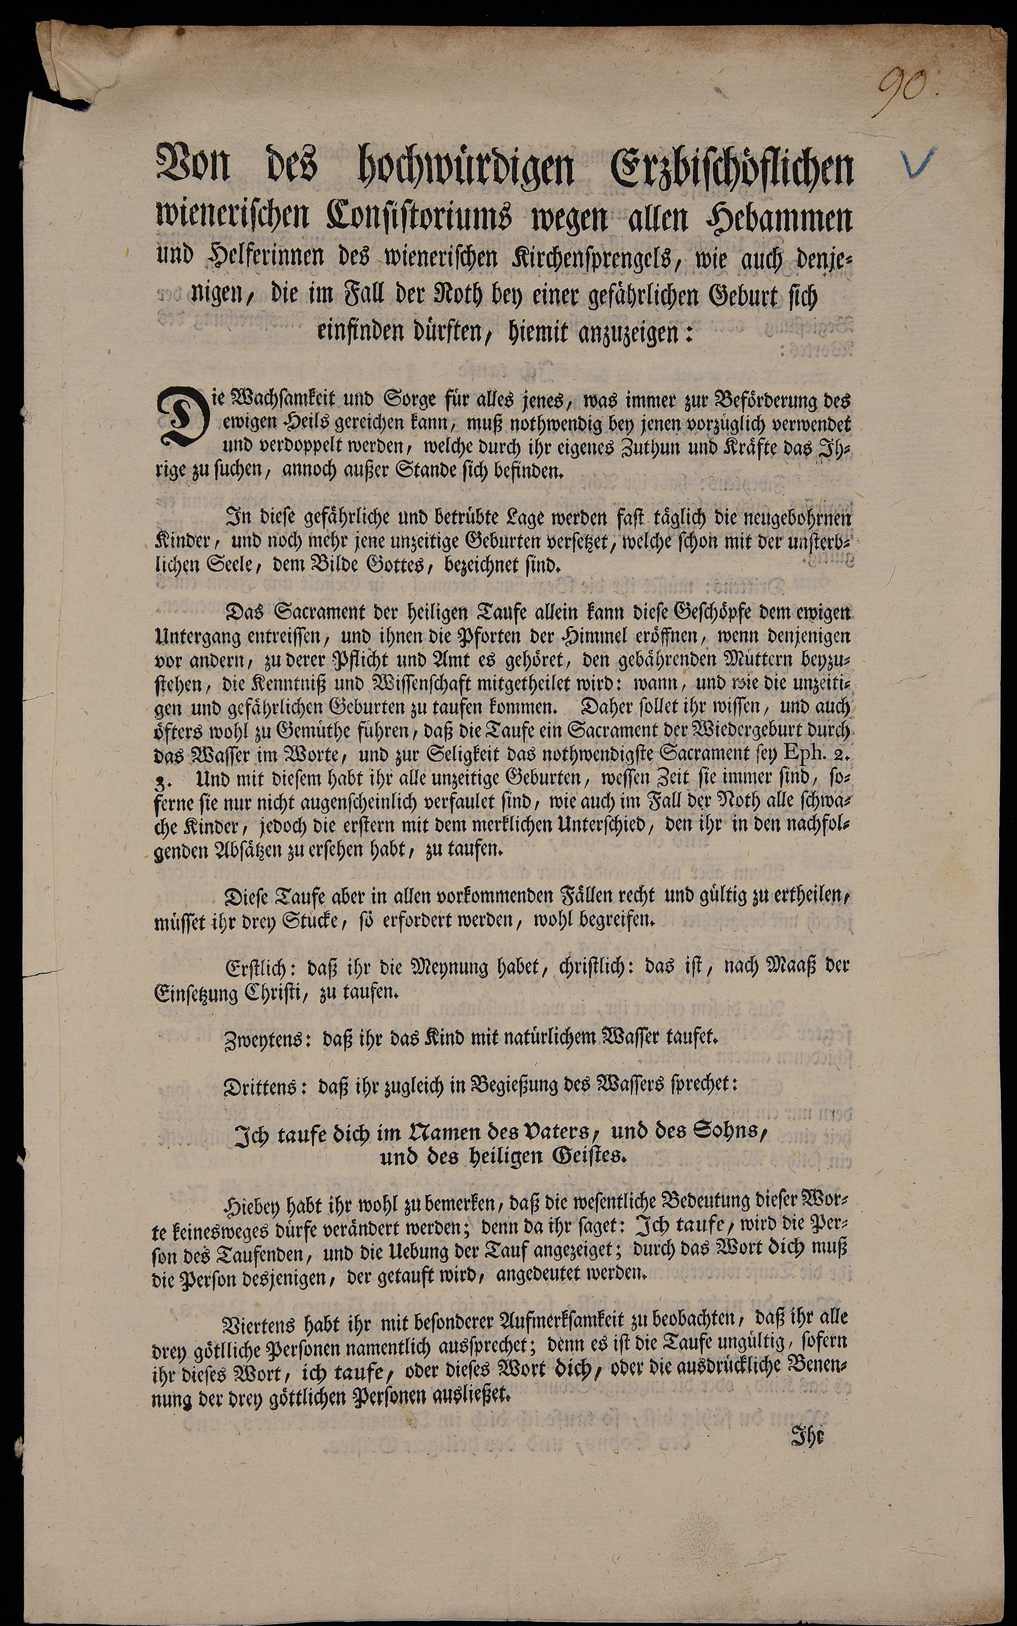 90.
Von des hochwürdigen Erzbischöflichen
wienerischen Consistoriums wegen allen Hebammen
und Helferinnen des wienerischen Kirchensprengels, wie auch denje-
nigen, die im Fall der Noth bey einer gefährlichen Geburt sich
einfinden dürften, hiemit anzuzeigen:
Die Wachsamkeit und Sorge für alles jenes, was immer zur Beförderung des
ewigen Heils gereichen kann, muß nothwendig bey jenen vorzüglich verwendet
und verdoppelt werden, welche durch ihr eigenes Zuthun und Kräfte das Ih-
rige zu suchen, annoch außer Stande sich befinden.
In diese gefährliche und betrübte Lage werden fast täglich die neugebohrnen
Kinder, und noch mehr jene unzeitige Geburten versetzet, welche schon mit der unsterb-
lichen Seele, dem Bilde Gottes, bezeichnet sind.
Das Sacrament der heiligen Taufe allein kann diese Geschöpfe dem ewigen
Untergang entreissen, und ihnen die Pforten der Himmel eröffnen, wenn denjenigen
vor andern, zu derer Pflicht und Amt es gehöret, den gebährenden Müttern beyzu-
stehen, die Kenntniß und Wissenschaft mitgetheilet wird: wann, und wie die unzeiti-
gen und gefährlichen Geburten zu taufen kommen. Daher sollet ihr wissen, und auch
öfters wohl zu Gemüthe führen, daß die Taufe ein Sacrament der Wiedergeburt durch
das Wasser im Worte, und zur Seligkeit das nothwendigste Sacrament sey Eph. 2.
3. Und mit diesem habt ihr alle unzeitige Geburten, wessen Zeit sie immer sind, so-
ferne sie nur nicht augenscheinlich verfaulet sind, wie auch im Fall der Noth alle schwa-
che Kinder, jedoch die erstern mit dem merklichen Unterschied, den ihr in den nachfol-
genden Absätzen zu ersehen habt, zu taufen.
Diese Taufe aber in allen vorkommenden Fällen recht und gültig zu ertheilen,
müsset ihr drey Stücke, so erfordert werden, wohl begreifen.
Erstlich: daß ihr die Meynung habet, christlich: das ist, nach Maaß der
Einsetzung Christi, zu taufen.
Zweytens: daß ihr das Kind mit natürlichem Wasser taufet.
Drittens: daß ihr zugleich in Begießung des Wassers sprechet:
Ich taufe dich im Namen des Vaters, und des Sohns,
und des heiligen Geistes.
Hiebey habt ihr wohl zu bemerken, daß die wesentliche Bedeutung dieser Wor-
te keinesweges dürfe verändert werden; denn da ihr saget: Ich taufe, wird die Per-
son des Taufenden, und die Uebung der Tauf angezeiget; durch das Wort dich muß
die Person desjenigen, der getauft wird, angedeutet werden.
Viertens habt ihr mit besonderer Aufmerksamkeit zu beobachten, daß ihr alle
drey götlliche Personen namentlich aussprechet; denn es ist die Taufe ungültig, sofern
ihr dieses Wort, ich taufe, oder dieses Wort dich, oder die ausdrückliche Benen-
nung der drey göttlichen Personen ausließet.
Ihr